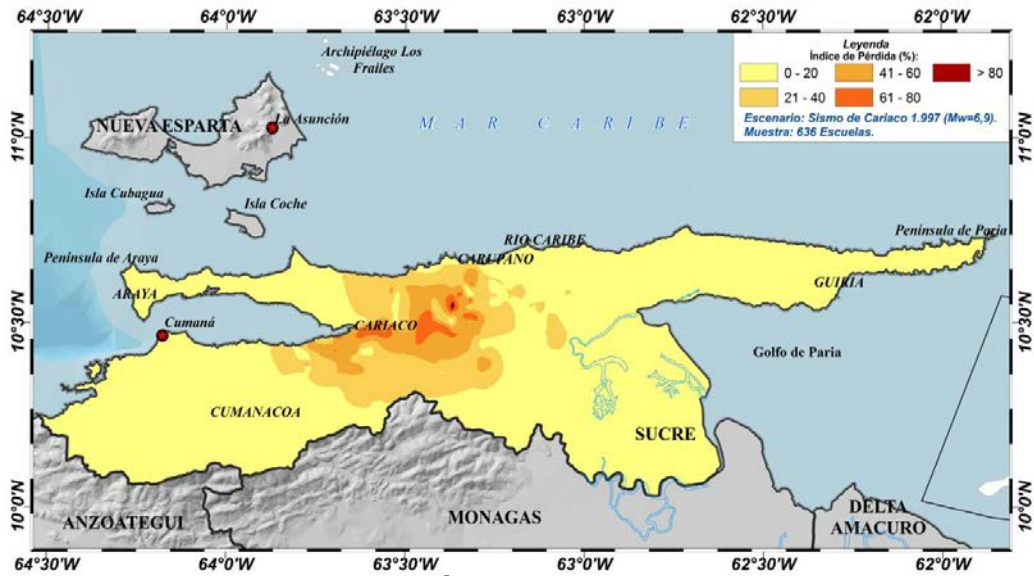 64°30'W 64°0'W 63°30'W 63°0'W 62°30'W 62°0'W
Archipiélago Los
Frailes
Leyenda
Índice de Pérdida (%):
0 - 20 41 - 60 > 80
21 - 40 61 - 80
Escenario: Sismo de Cariaco 1.997 (Mw=6,9).
Muestra: 636 Escuelas.
NUEVA ESPARTA
La Asunción
MAR CARIBE
11°0'N 11°0'N
Isla Cubagua
Isla Coche
Península de Araya
RIO CARIBE
Península de Paria
CARUPANO
ARAYA
GUIRIA
Cumaná
CARIACO
10°30'N 10°30'N
Golfo de Paria
CUMANACOA
SUCRE
10°0'N 10°0'N
ANZOATEGUI
MONAGAS
DELTA
AMACURO
64°30'W 64°0'W 63°30'W 63°0'W 62°30'W 62°0'W